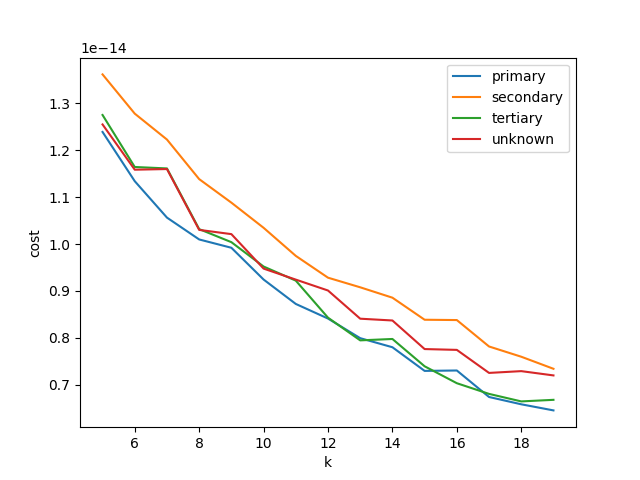 1e−14
primary
secondary
tertiary
unknown
1.3
1.2
1.1
1.0
0.9
0.8
0.7
cost
6 8 10 12 14 16 18
k